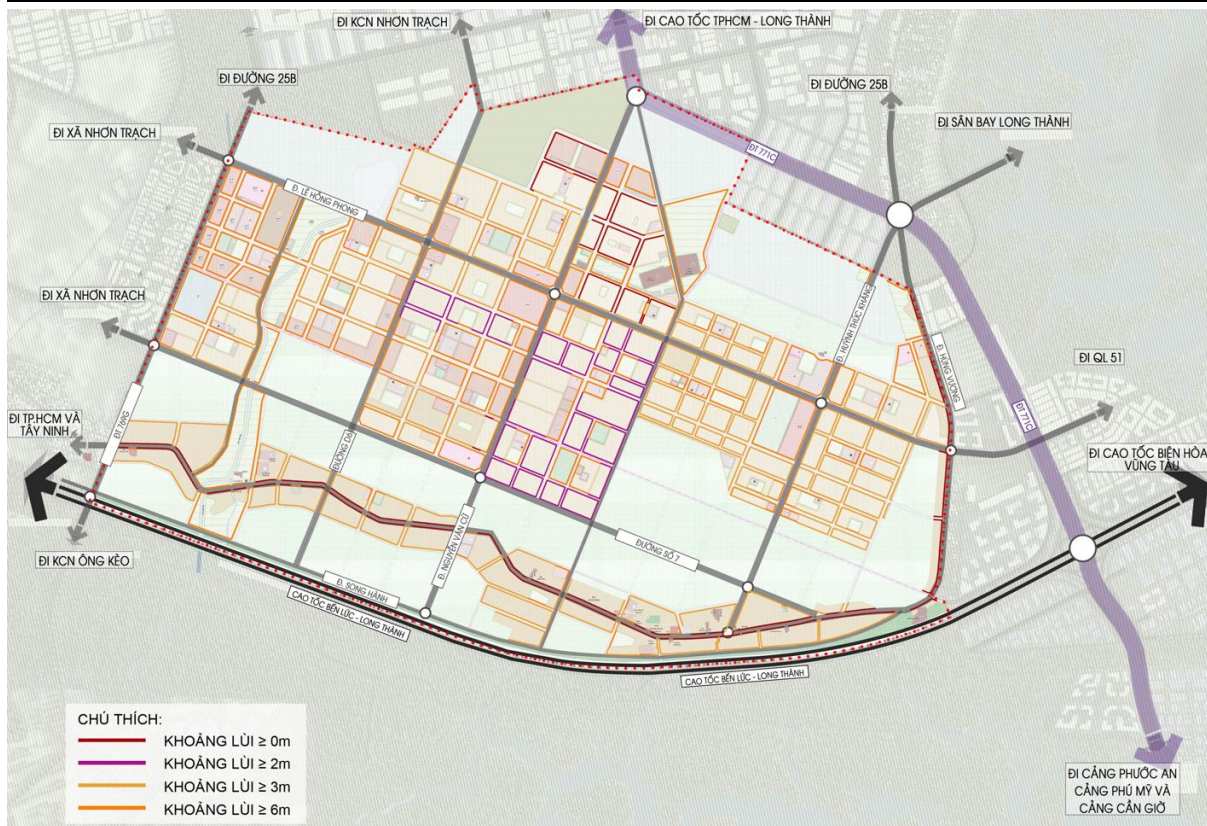 ĐI KCN NHƠN TRẠCH
ĐI CAO TỐC TPHCM - LONG THÀNH
ĐI ĐƯỜNG 25B
ĐI ĐƯỜNG 25B
ĐI XÃ NHƠN TRẠCH
ĐI SÂN BAY LONG THÀNH
ĐT 771C
Đ. LÊ HỒNG PHONG
ĐI XÃ NHƠN TRẠCH
Đ. HUỲNH THÚC KHÁNG
Đ. HÙNG VƯƠNG
ĐI QL 51
ĐT 771C
ĐI TP.HCM VÀ
TÂY NINH
ĐT 769G
ĐƯỜNG D5
ĐI CAO TỐC BIÊN HÒA
VŨNG TÀU
Đ. NGUYỄN VĂN CỪ
ĐƯỜNG SỐ 7
ĐI KCN ÔNG KÈO
Đ. SONG HÀNH
CAO TỐC BẾN LỨC - LONG THÀNH
CAO TỐC BẾN LỨC - LONG THÀNH
CHÚ THÍCH:
KHOẢNG LÙI ≥ 0m
KHOẢNG LÙI ≥ 2m
KHOẢNG LÙI ≥ 3m
KHOẢNG LÙI ≥ 6m
ĐI CẢNG PHƯỚC AN
CẢNG PHÚ MỸ VÀ
CẢNG CẦN GIỜ